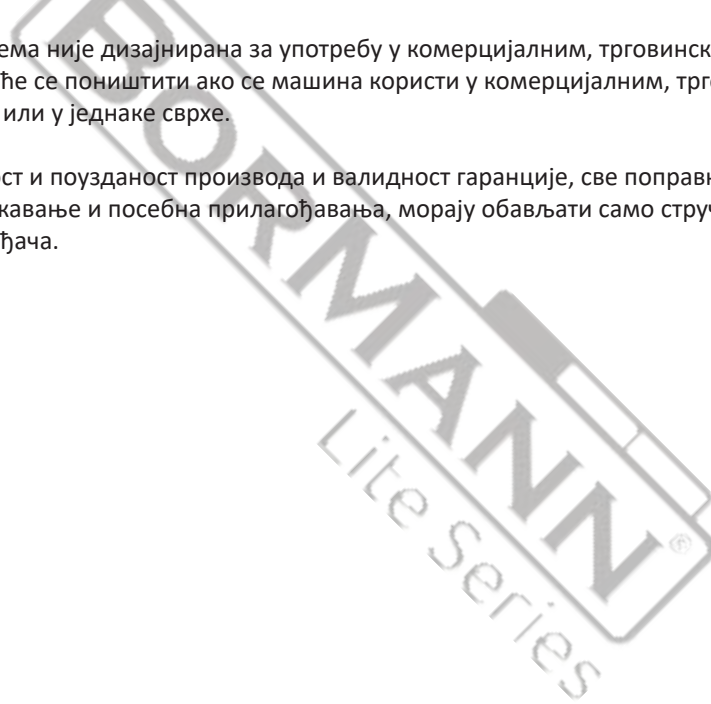 ема није дизајнирана за употребу у комерцијалним, трговинск
ће се поништити ако се машина користи у комерцијалним, трг
или у једнаке сврхе.
ст и поузданост производа и валидност гаранције, све поправк
кавање и посебна прилагођавања, морају обављати само струч
ђача.
BORMANN®
Lite Series